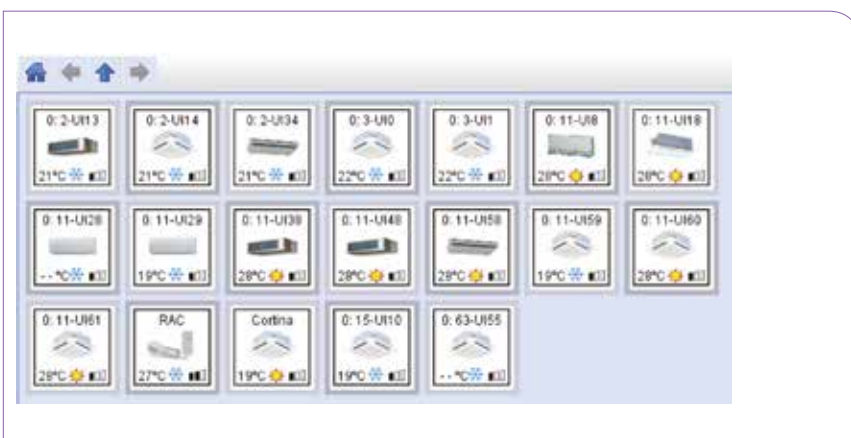 0: 2-UI13 0: 2-UI14 0: 2-UI34 0: 3-UI0 0: 3-UI1 0: 11-UI8 0: 11-UI18
21ºC 21ºC 21ºC 22ºC 22ºC 28ºC 28ºC
0: 11-UI28 0: 11-UI29 0: 11-UI38 0: 11-UI48 0: 11-UI58 0: 11-UI59 0: 11-UI60
- - ºC 19ºC 28ºC 28ºC 28ºC 19ºC 28ºC
0: 11-UI61 RAC Cortina 0: 15-UI10 0: 63-UI55
28ºC 27ºC 19ºC 19ºC - - ºC